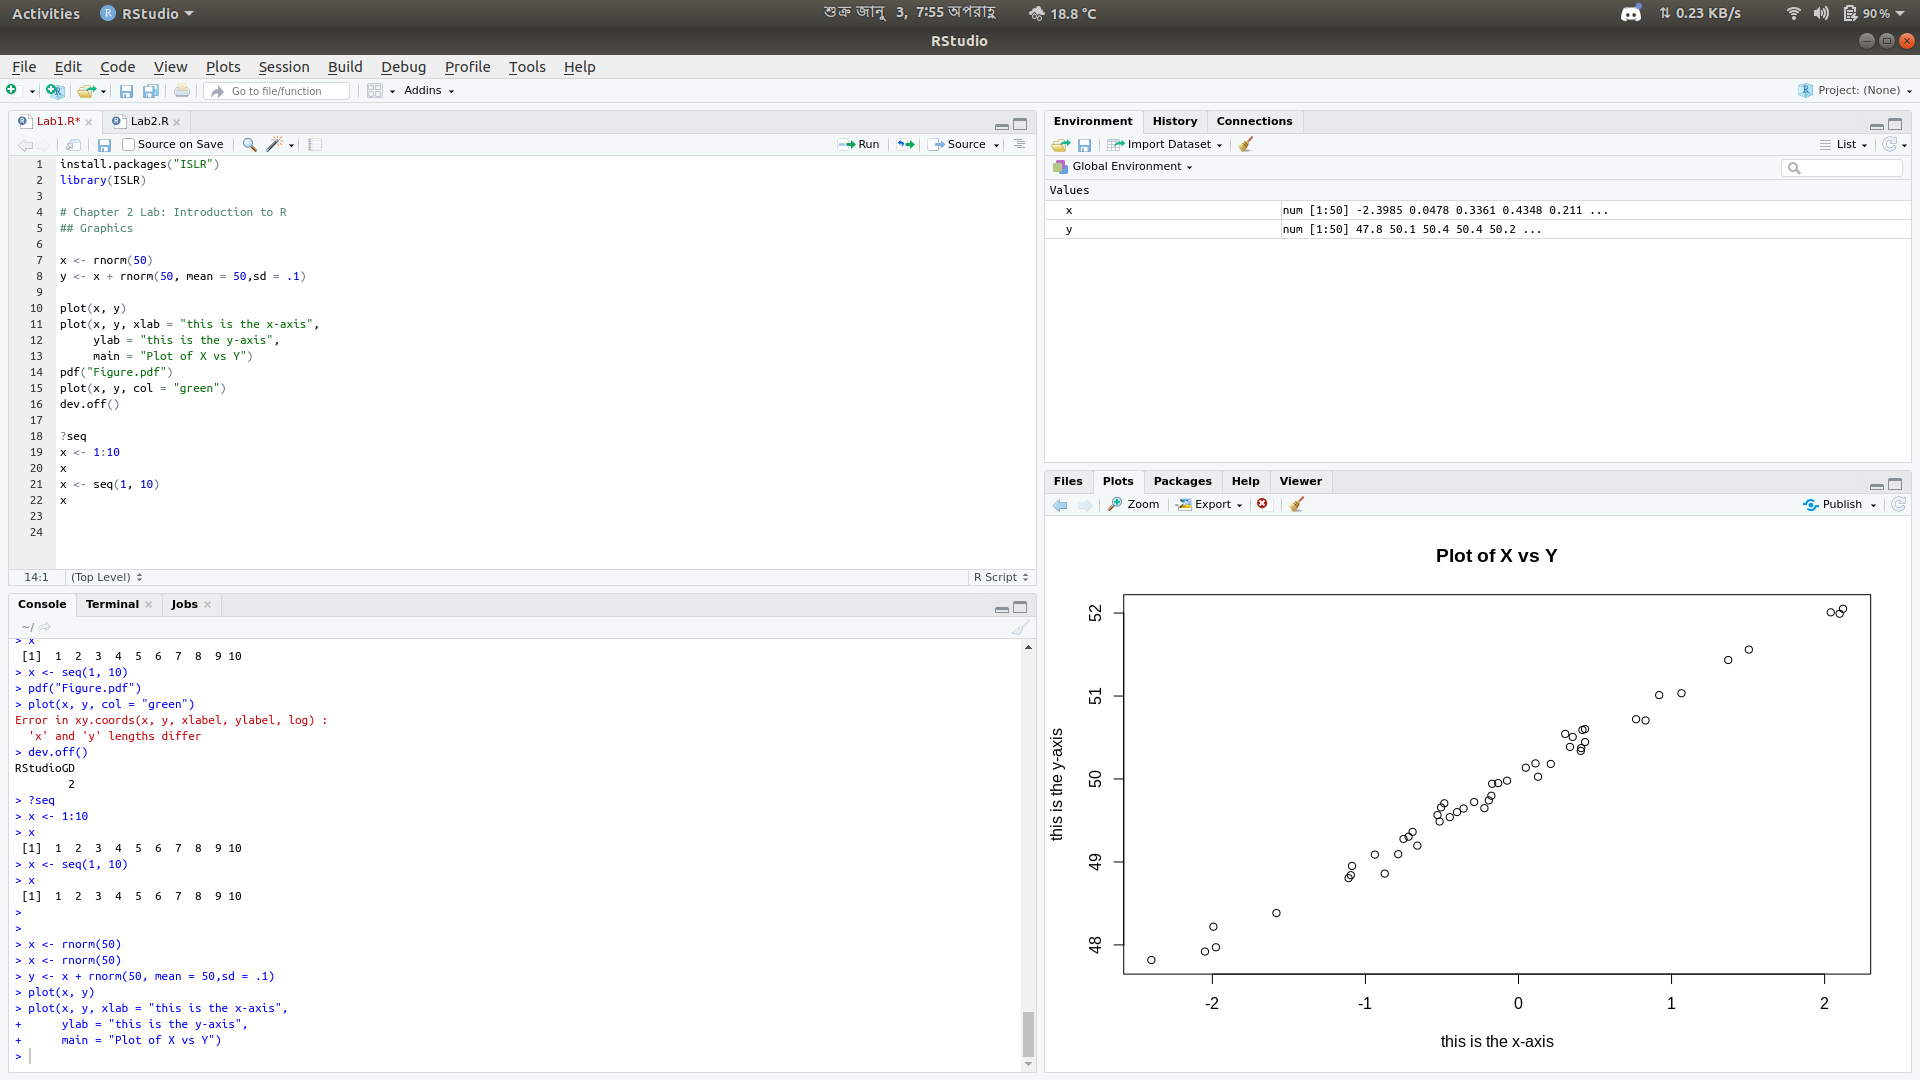 Activities RStudio শুক্র জানু 3, 7:55 অপরাহ্ণ 18.8 °C 0.23 KB/s 90 %
RStudio
File Edit Code View Plots Session Build Debug Profile Tools Help
Go to file/function Addins Project: (None)
Lab1.R* Lab2.R
Source on Save Run Source
1 install.packages("ISLR")
2 library(ISLR)
3
4 # Chapter 2 Lab: Introduction to R
5 ## Graphics
6
7 x <- rnorm(50)
8 y <- x + rnorm(50, mean = 50,sd = .1)
9
10 plot(x, y)
11 plot(x, y, xlab = "this is the x-axis",
12 ylab = "this is the y-axis",
13 main = "Plot of X vs Y")
14 pdf("Figure.pdf")
15 plot(x, y, col = "green")
16 dev.off()
17
18 ?seq
19 x <- 1:10
20 x
21 x <- seq(1, 10)
22 x
23
24
14:1 (Top Level) R Script
Console Terminal Jobs
~/
> x
[1] 1 2 3 4 5 6 7 8 9 10
> x <- seq(1, 10)
> pdf("Figure.pdf")
> plot(x, y, col = "green")
Error in xy.coords(x, y, xlabel, ylabel, log) :
'x' and 'y' lengths differ
> dev.off()
RStudioGD
2
> ?seq
> x <- 1:10
> x
[1] 1 2 3 4 5 6 7 8 9 10
> x <- seq(1, 10)
> x
[1] 1 2 3 4 5 6 7 8 9 10
>
>
> x <- rnorm(50)
> x <- rnorm(50)
> y <- x + rnorm(50, mean = 50,sd = .1)
> plot(x, y)
> plot(x, y, xlab = "this is the x-axis",
+ ylab = "this is the y-axis",
+ main = "Plot of X vs Y")
>
Environment History Connections
Import Dataset List
Global Environment
Values
x num [1:50] -2.3985 0.0478 0.3361 0.4348 0.211 ...
y num [1:50] 47.8 50.1 50.4 50.4 50.2 ...
Files Plots Packages Help Viewer
Zoom Export Publish
Plot of X vs Y
this is the y-axis
52
51
50
49
48
-2 -1 0 1 2
this is the x-axis